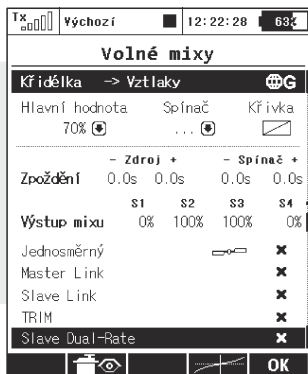 Tx Výchozí 12:22:28 63%
Volné mixy
Křidélka -> Vztlaky G
Hlavní hodnota Spínač Křivka
70% ...
- Zdroj + - Spínač +
Zpoždění 0.0s 0.0s 0.0s 0.0s
S1 S2 S3 S4
Výstup mixu 0% 100% 100% 0%
Jednosměrný ×
Master Link ×
Slave Link ×
TRIM ×
Slave Dual-Rate ×
OK